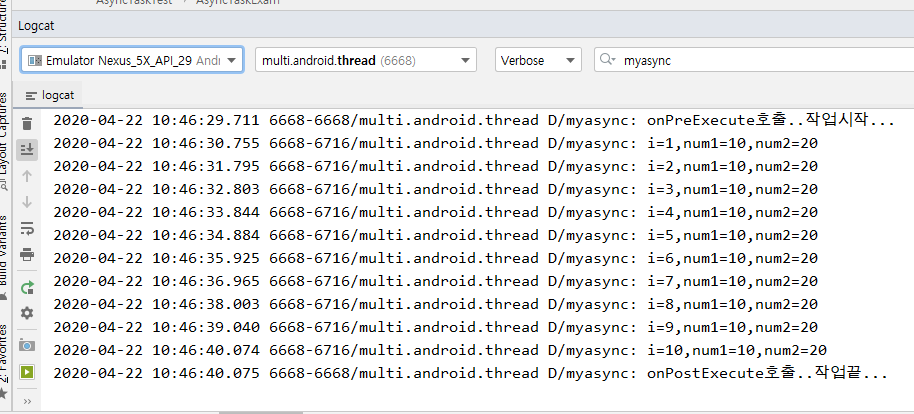 AsyncTaskTest
AsyncTaskExam
Logcat
Emulator Nexus_5X_API_29 Andr
multi.android.thread (6668)
Verbose
myasync
logcat
2020-04-22 10:46:29.711 6668-6668/multi.android.thread D/myasync: onPreExecute호출..작업시작...
2020-04-22 10:46:30.755 6668-6716/multi.android.thread D/myasync: i=1,num1=10,num2=20
2020-04-22 10:46:31.795 6668-6716/multi.android.thread D/myasync: i=2,num1=10,num2=20
2020-04-22 10:46:32.803 6668-6716/multi.android.thread D/myasync: i=3,num1=10,num2=20
2020-04-22 10:46:33.844 6668-6716/multi.android.thread D/myasync: i=4,num1=10,num2=20
2020-04-22 10:46:34.884 6668-6716/multi.android.thread D/myasync: i=5,num1=10,num2=20
2020-04-22 10:46:35.925 6668-6716/multi.android.thread D/myasync: i=6,num1=10,num2=20
2020-04-22 10:46:36.965 6668-6716/multi.android.thread D/myasync: i=7,num1=10,num2=20
2020-04-22 10:46:38.003 6668-6716/multi.android.thread D/myasync: i=8,num1=10,num2=20
2020-04-22 10:46:39.040 6668-6716/multi.android.thread D/myasync: i=9,num1=10,num2=20
2020-04-22 10:46:40.074 6668-6716/multi.android.thread D/myasync: i=10,num1=10,num2=20
2020-04-22 10:46:40.075 6668-6668/multi.android.thread D/myasync: onPostExecute호출..작업끝...
Z: Structure
Layout Captures
Build Variants
2: Favorites